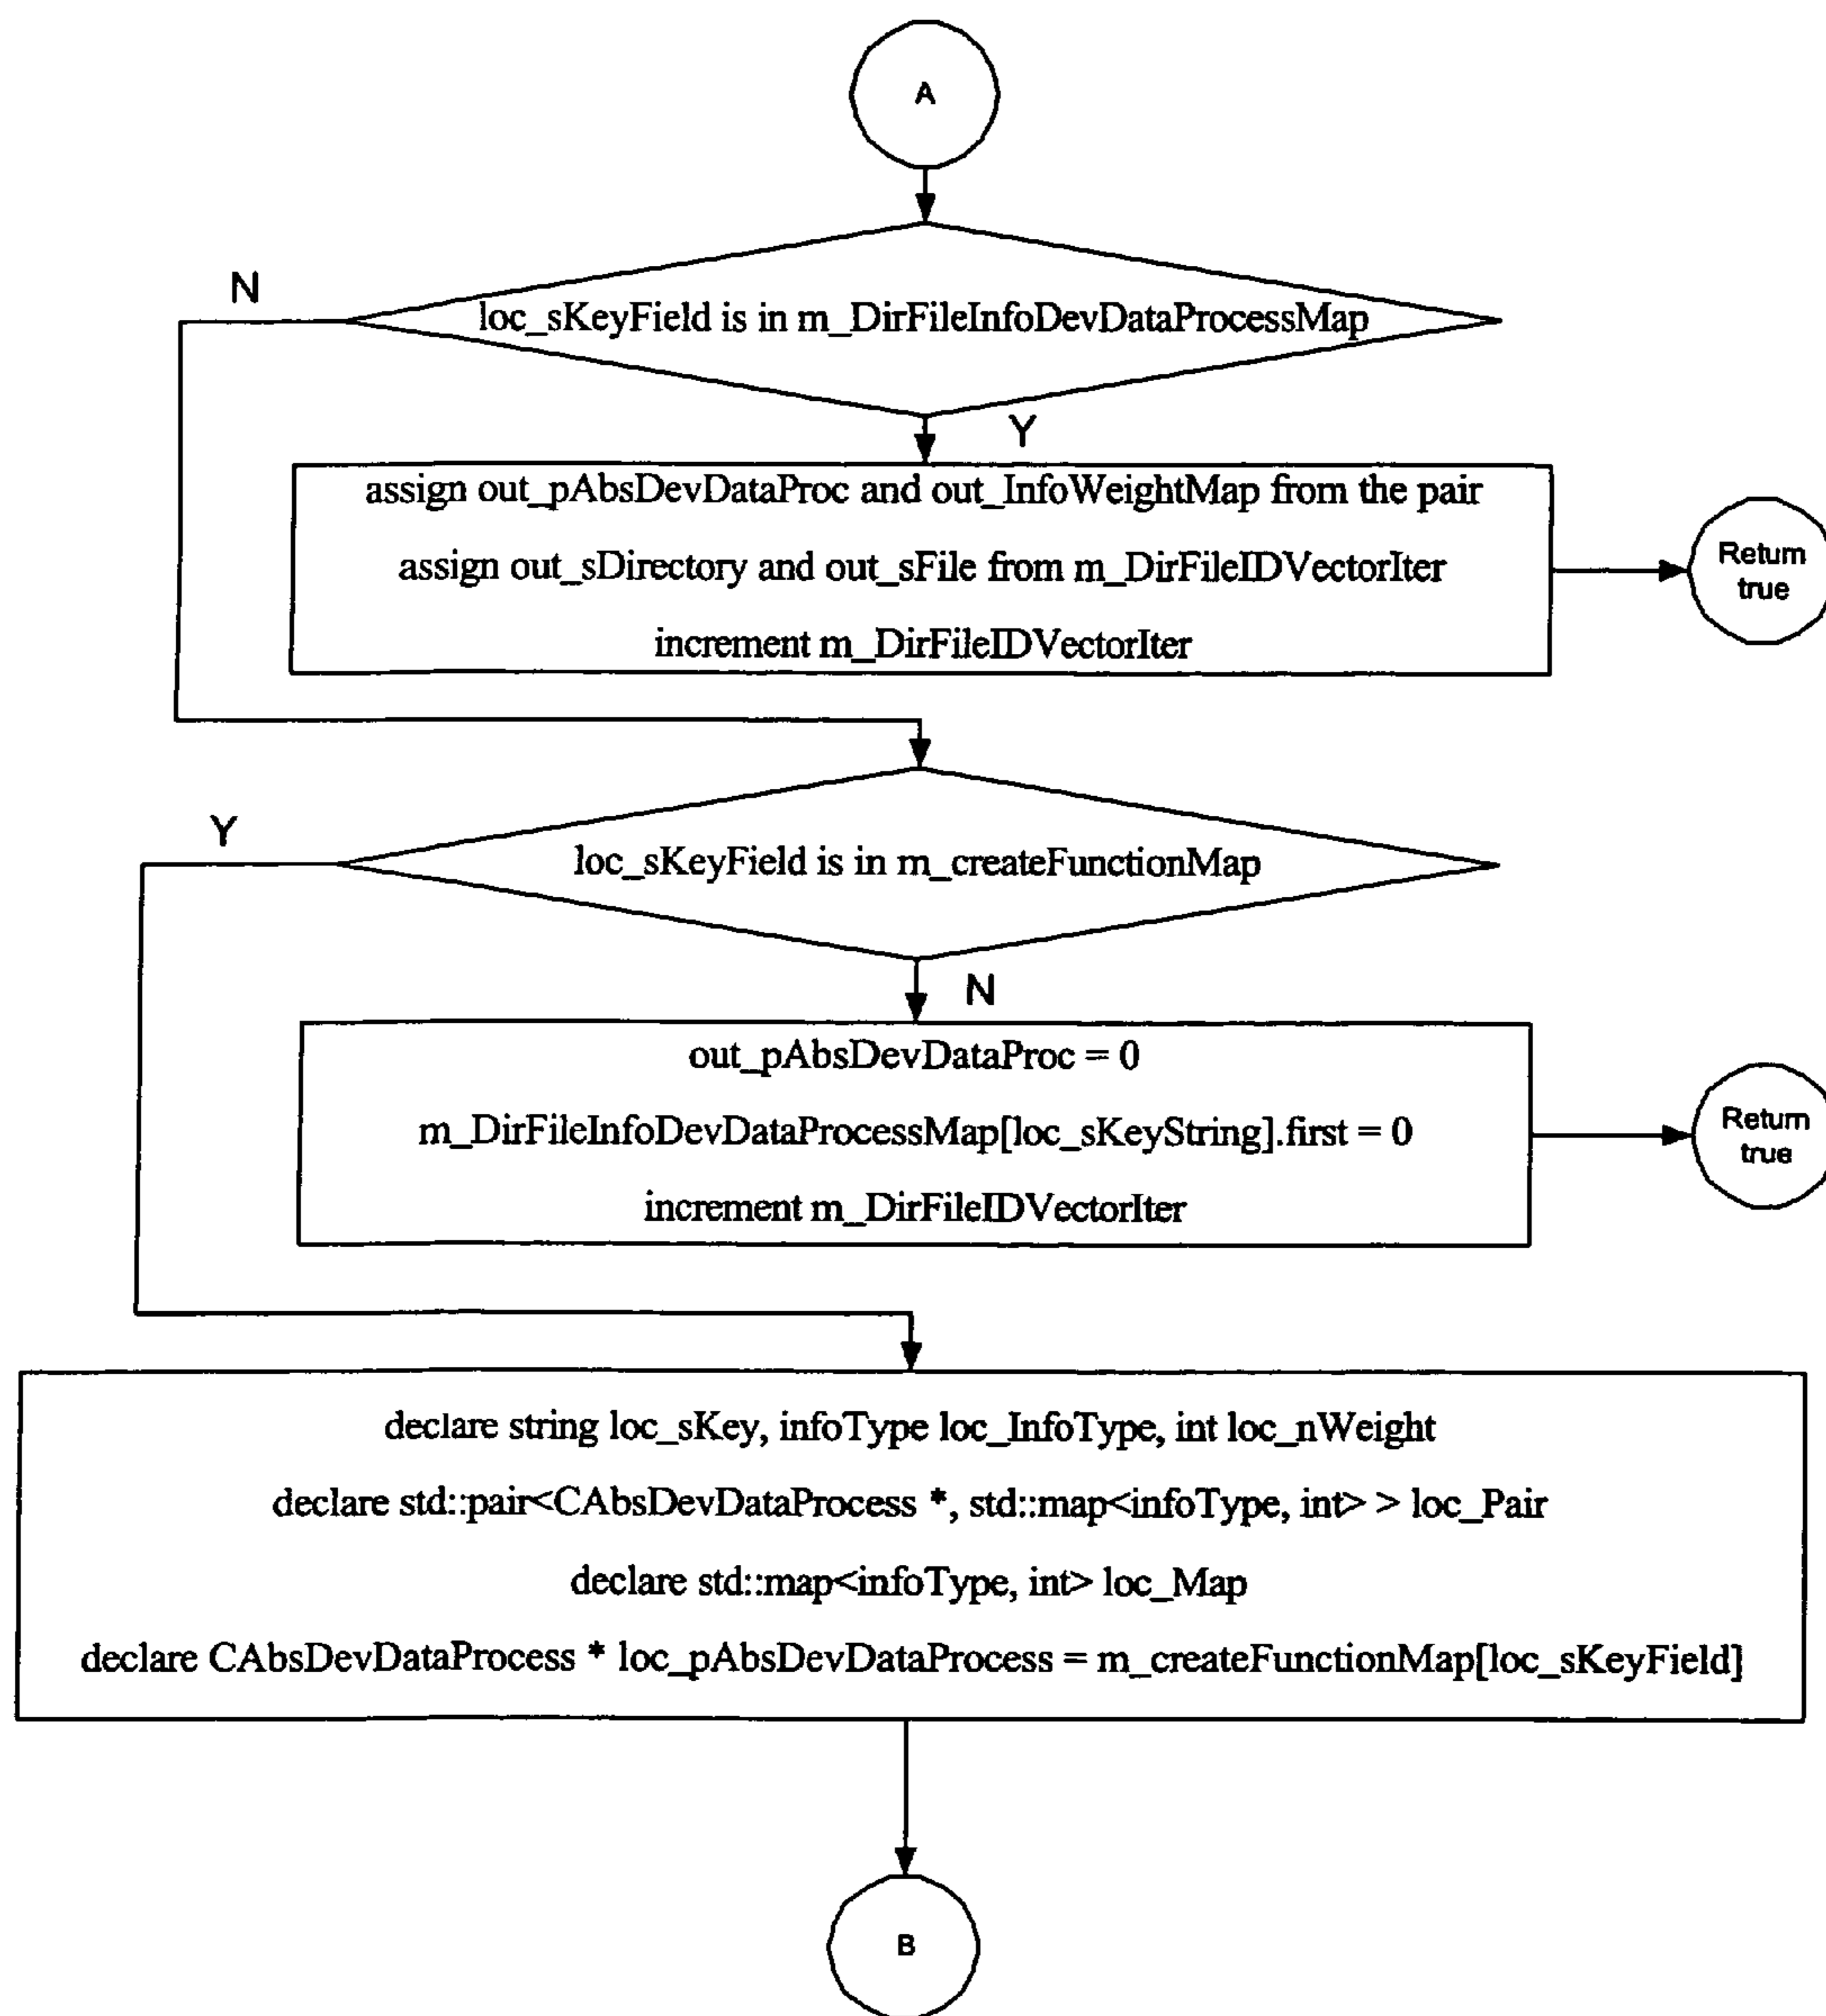 A
N
loc_sKeyField is in m_DirFileInfoDevDataProcessMap
Y
assign out_pAbsDevDataProc and out_InfoWeightMap from the pair
assign out_sDirectory and out_sFile from m_DirFileIDVectorIter
increment m_DirFileIDVectorIter
Return
true
Y
loc_sKeyField is in m_createFunctionMap
N
out_pAbsDevDataProc = 0
m_DirFileInfoDevDataProcessMap[loc_sKeyString].first = 0
increment m_DirFileIDVectorIter
Return
true
declare string loc_sKey, infoType loc_InfoType, int loc_nWeight
declare std::pair<CAbsDevDataProcess *, std::map<infoType, int> > loc_Pair
declare std::map<infoType, int> loc_Map
declare CAbsDevDataProcess * loc_pAbsDevDataProcess = m_createFunctionMap[loc_sKeyField]
B